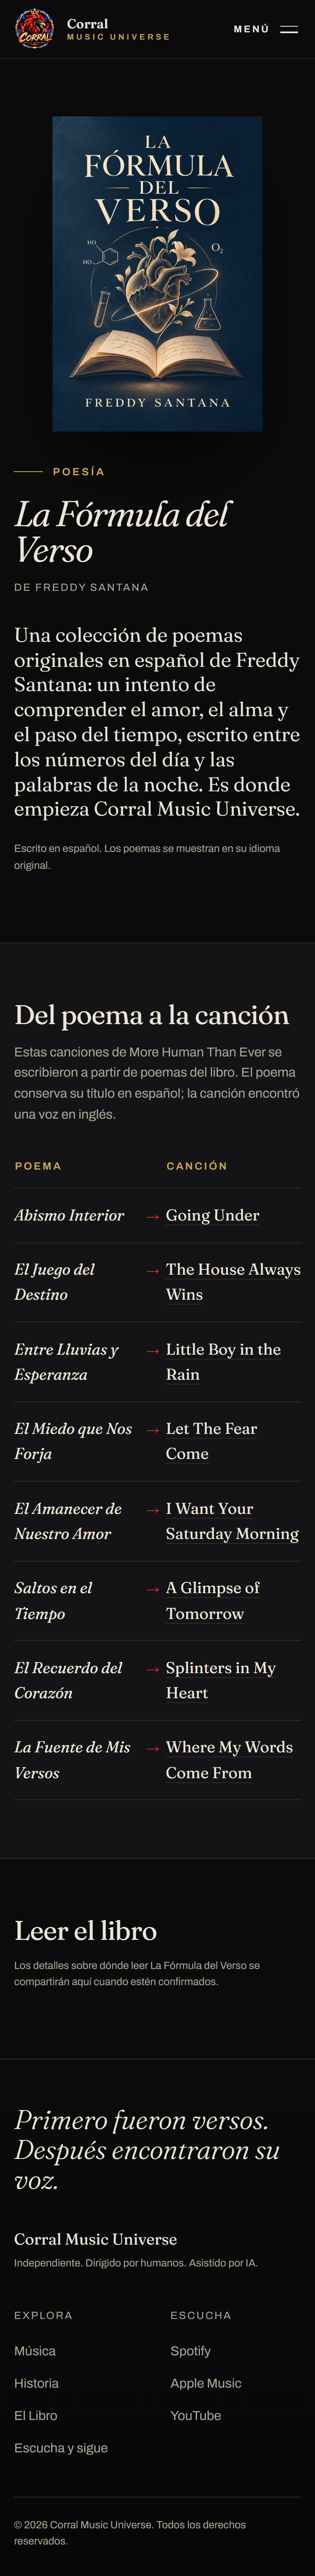 CORRAL
Corral
MUSIC UNIVERSE
MENÚ
LA
FÓRMULA
DEL
VERSO
HO
HO
O₂
FREDDY SANTANA
POESÍA
La Fórmula del
Verso
DE FREDDY SANTANA
Una colección de poemas
originales en español de Freddy
Santana: un intento de
comprender el amor, el alma y
el paso del tiempo, escrito entre
los números del día y las
palabras de la noche. Es donde
empieza Corral Music Universe.
Escrito en español. Los poemas se muestran en su idioma
original.
Del poema a la canción
Estas canciones de More Human Than Ever se
escribieron a partir de poemas del libro. El poema
conserva su título en español; la canción encontró
una voz en inglés.
POEMA CANCIÓN
Abismo Interior → Going Under
El Juego del → The House Always
Destino Wins
Entre Lluvias y → Little Boy in the
Esperanza Rain
El Miedo que Nos → Let The Fear
Forja Come
El Amanecer de → I Want Your
Nuestro Amor Saturday Morning
Saltos en el → A Glimpse of
Tiempo Tomorrow
El Recuerdo del → Splinters in My
Corazón Heart
La Fuente de Mis → Where My Words
Versos Come From
Leer el libro
Los detalles sobre dónde leer La Fórmula del Verso se
compartirán aquí cuando estén confirmados.
Primero fueron versos.
Después encontraron su
voz.
Corral Music Universe
Independiente. Dirigido por humanos. Asistido por IA.
EXPLORA ESCUCHA
Música Spotify
Historia Apple Music
El Libro YouTube
Escucha y sigue
© 2026 Corral Music Universe. Todos los derechos
reservados.